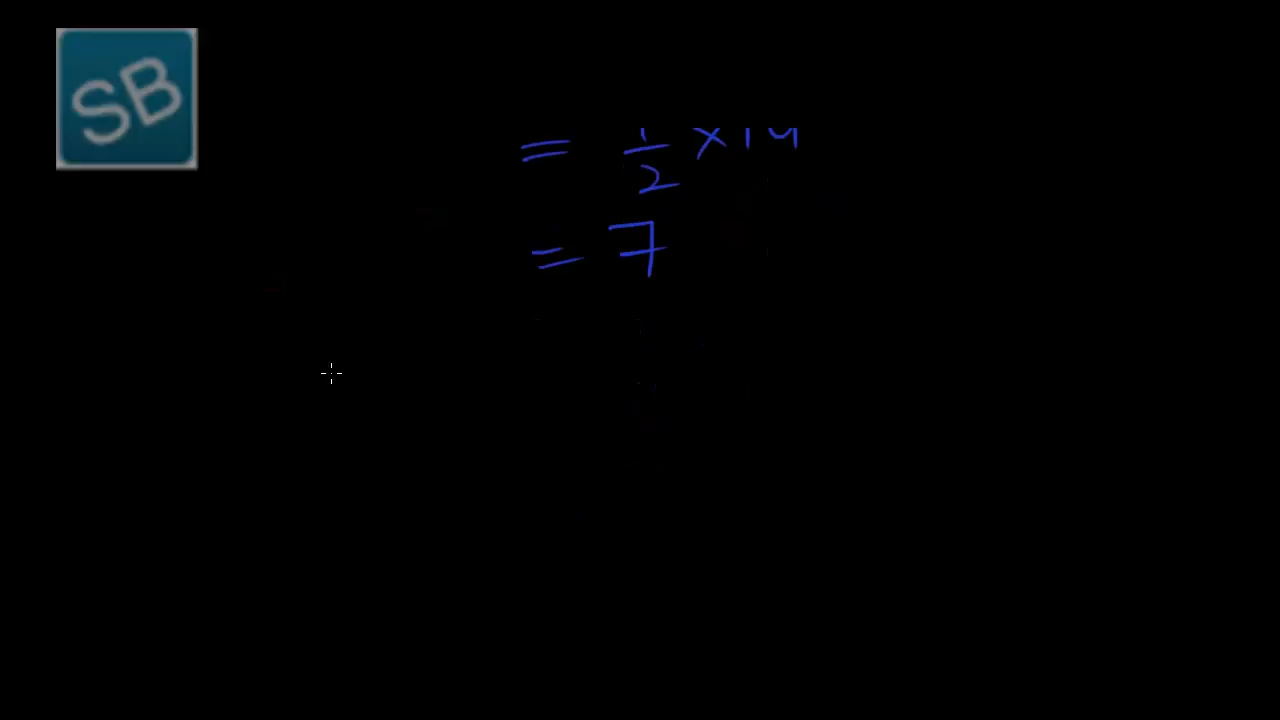 SB
= 1/2 × 14
= 7